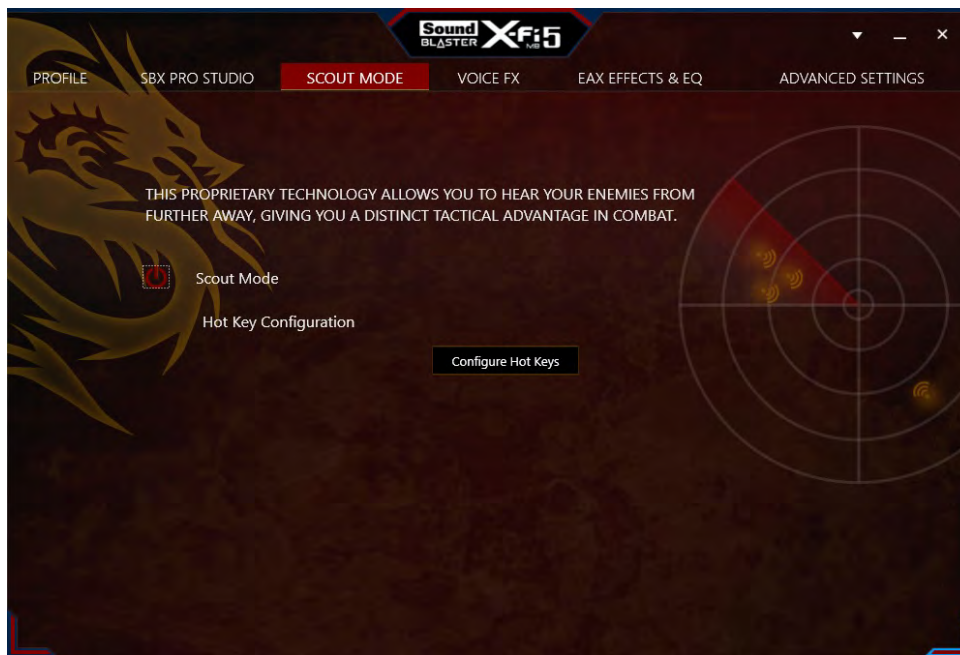 Sound BLASTER X-Fi MB 5
PROFILE SBX PRO STUDIO SCOUT MODE VOICE FX EAX EFFECTS & EQ ADVANCED SETTINGS
THIS PROPRIETARY TECHNOLOGY ALLOWS YOU TO HEAR YOUR ENEMIES FROM
FURTHER AWAY, GIVING YOU A DISTINCT TACTICAL ADVANTAGE IN COMBAT.
Scout Mode
Hot Key Configuration
Configure Hot Keys